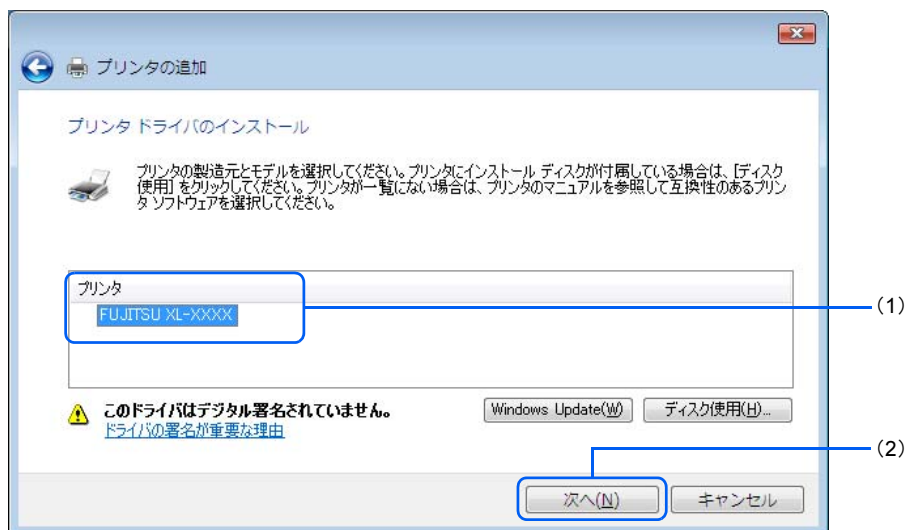 プリンタの追加
プリンタ ドライバのインストール
プリンタの製造元とモデルを選択してください。プリンタにインストール ディスクが付属している場合は、[ディスク
使用] をクリックしてください。プリンタが一覧にない場合は、プリンタのマニュアルを参照して互換性のあるプリン
タ ソフトウェアを選択してください。
プリンタ
FUJITSU XL-XXXX
(1)
このドライバはデジタル署名されていません。
Windows Update(W)
ディスク使用(H)...
ドライバの署名が重要な理由
(2)
次へ(N)
キャンセル